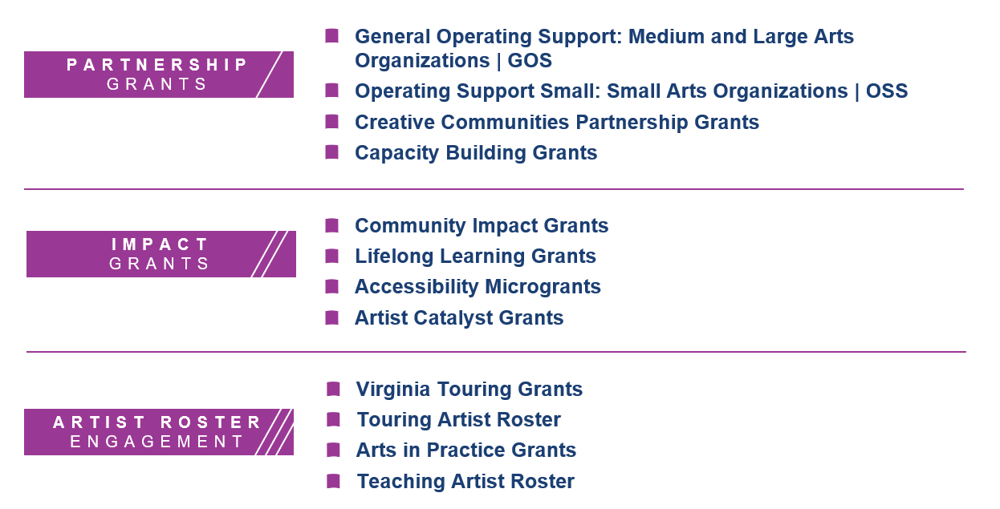 PARTNERSHIP
GRANTS
General Operating Support: Medium and Large Arts
Organizations | GOS
Operating Support Small: Small Arts Organizations | OSS
Creative Communities Partnership Grants
Capacity Building Grants
IMPACT
GRANTS
Community Impact Grants
Lifelong Learning Grants
Accessibility Microgrants
Artist Catalyst Grants
ARTIST ROSTER
ENGAGEMENT
Virginia Touring Grants
Touring Artist Roster
Arts in Practice Grants
Teaching Artist Roster